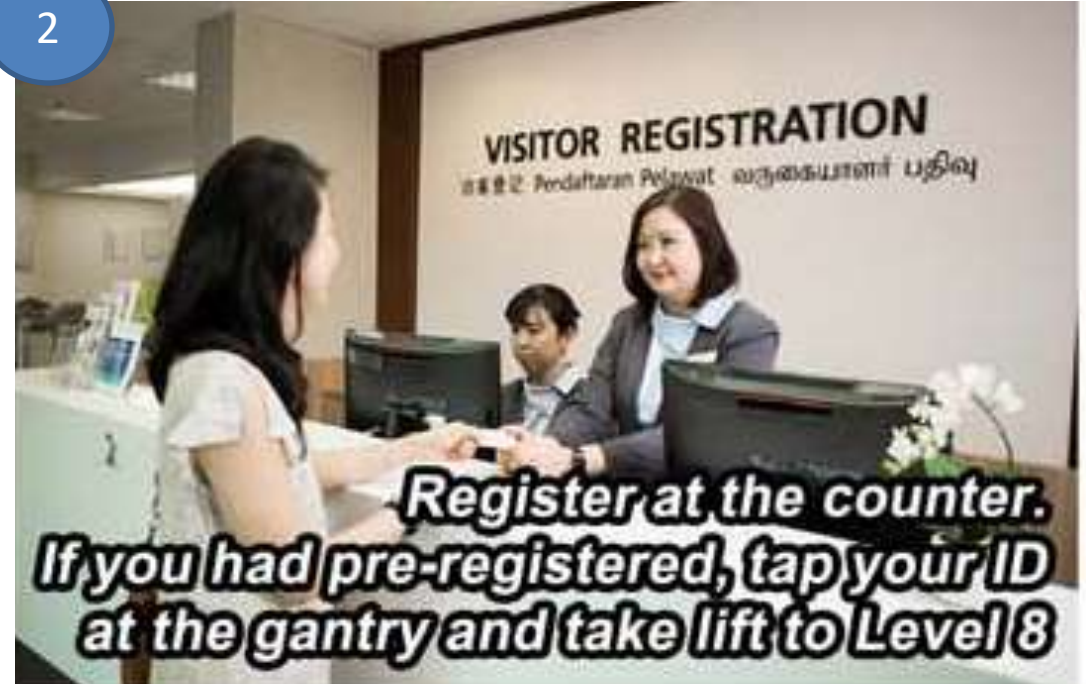 2
VISITOR REGISTRATION
Pendaftaran Pelawat வருகையாளர் பதிவு
2
Register at the counter.
If you had pre-registered, tap your ID
at the gantry and take lift to Level 8